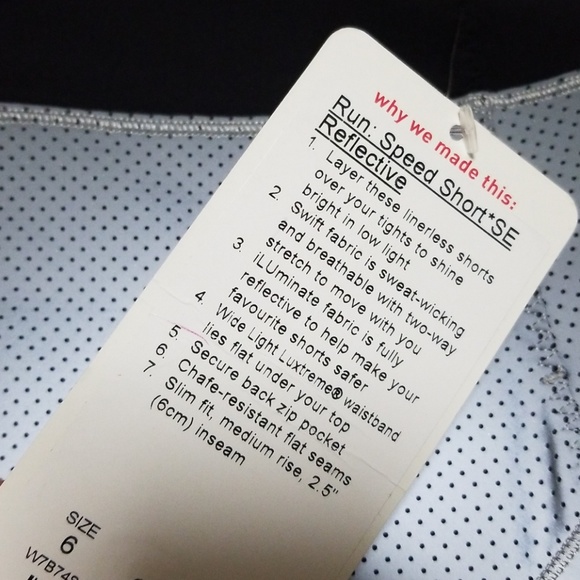 why we made this:
Run: Speed Short*SE
Reflective
1. Layer these linerless shorts
over your tights to shine
bright in low light
2. Swift fabric is sweat-wicking
and breathable with two-way
stretch to move with you
3. iLUminate fabric is fully
reflective to help make your
favourite shorts safer
4. Wide Light Luxtreme® waistband
lies flat under your top
5. Secure back zip pocket
6. Chafe-resistant flat seams
7. Slim fit, medium rise, 2.5"
(6cm) inseam
SIZE
6